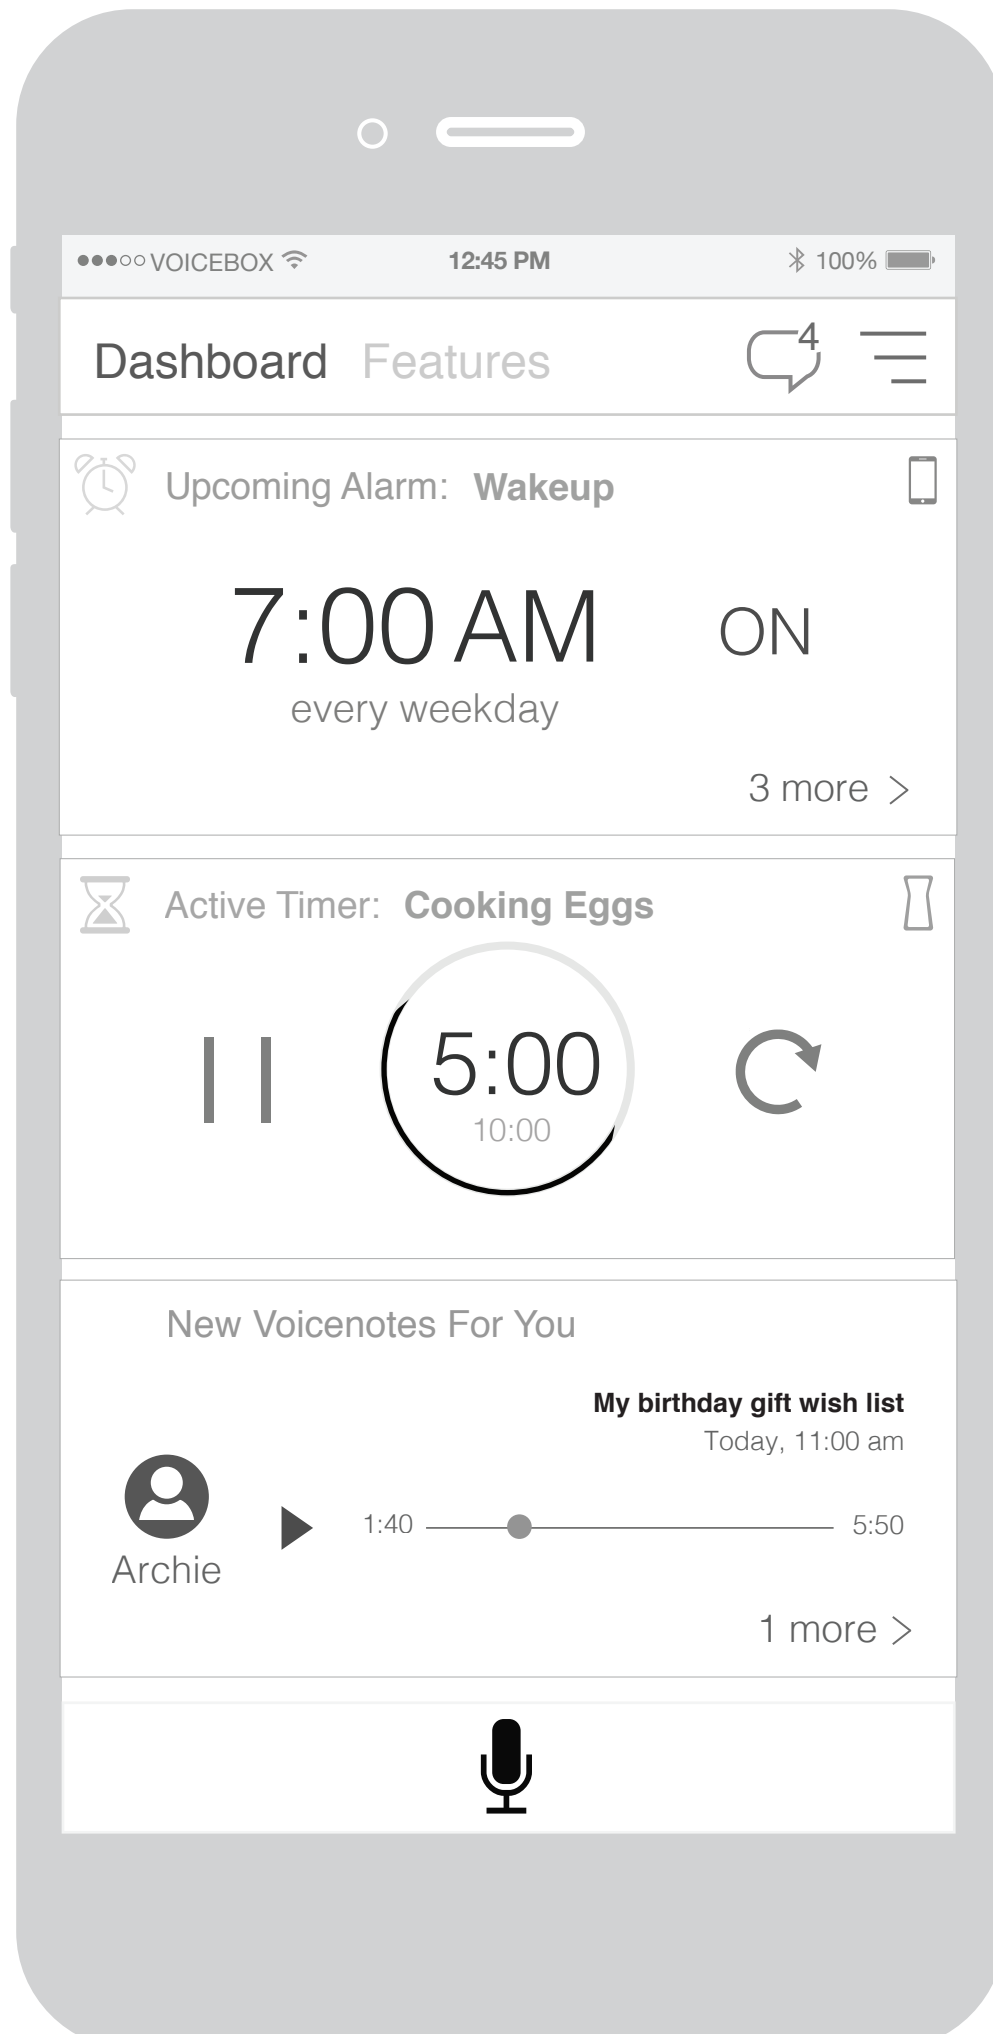 VOICEBOX 12:45 PM 100%
Dashboard Features 4
Upcoming Alarm: Wakeup
7:00 AM ON
every weekday
3 more >
Active Timer: Cooking Eggs
5:00
10:00
New Voicenotes For You
My birthday gift wish list
Today, 11:00 am
1:40 5:50
Archie
1 more >